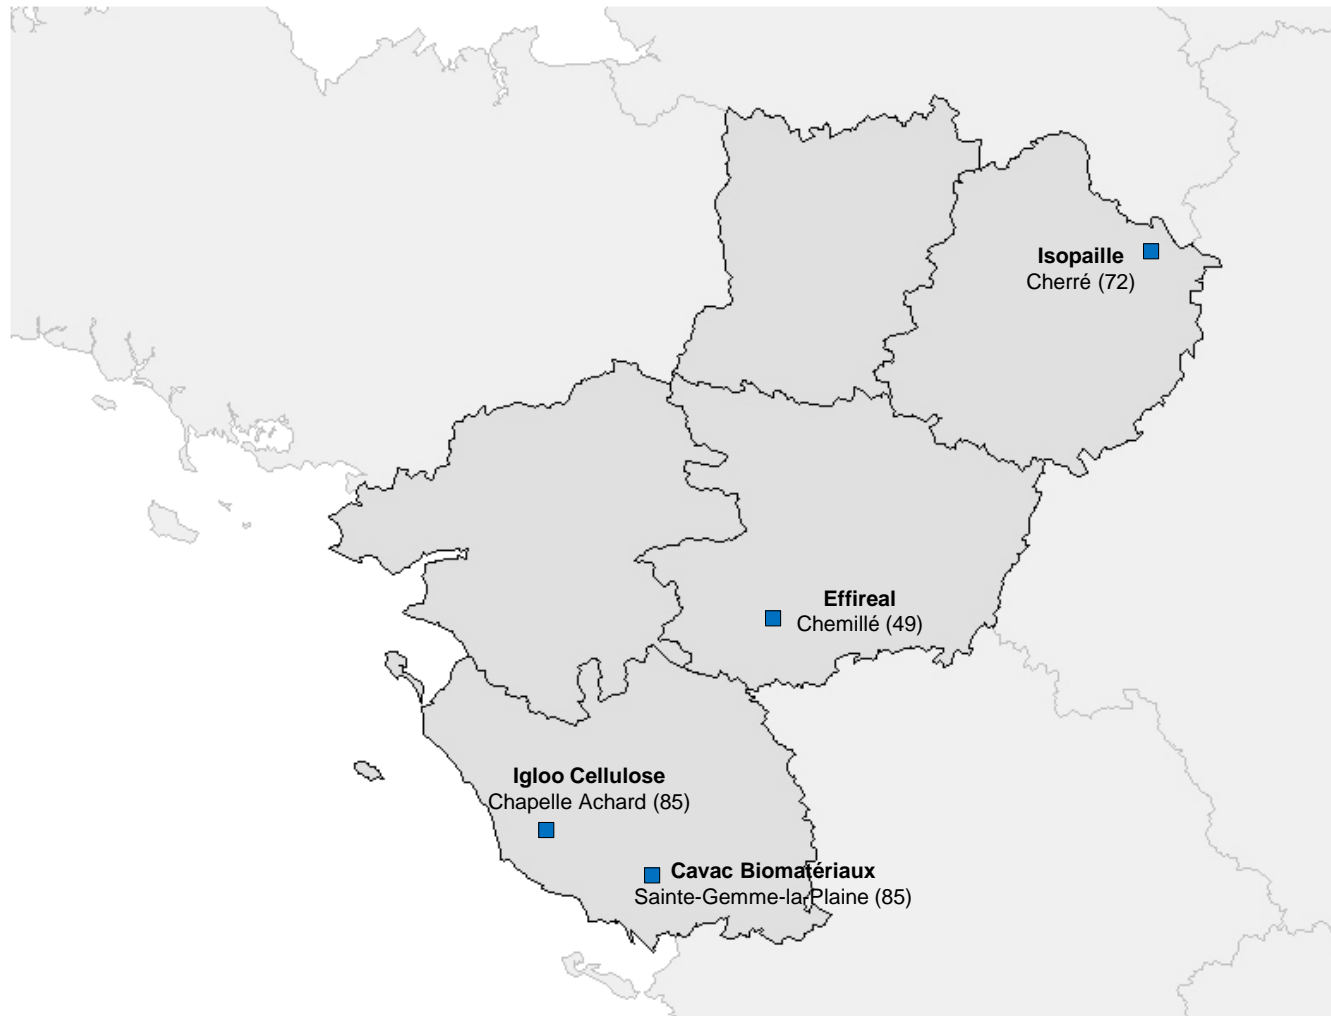 Isopaille
Cherré (72)
Effireal
Chemillé (49)
Igloo Cellulose
Chapelle Achard (85)
Cavac Biomatériaux
Sainte-Gemme-la-Plaine (85)